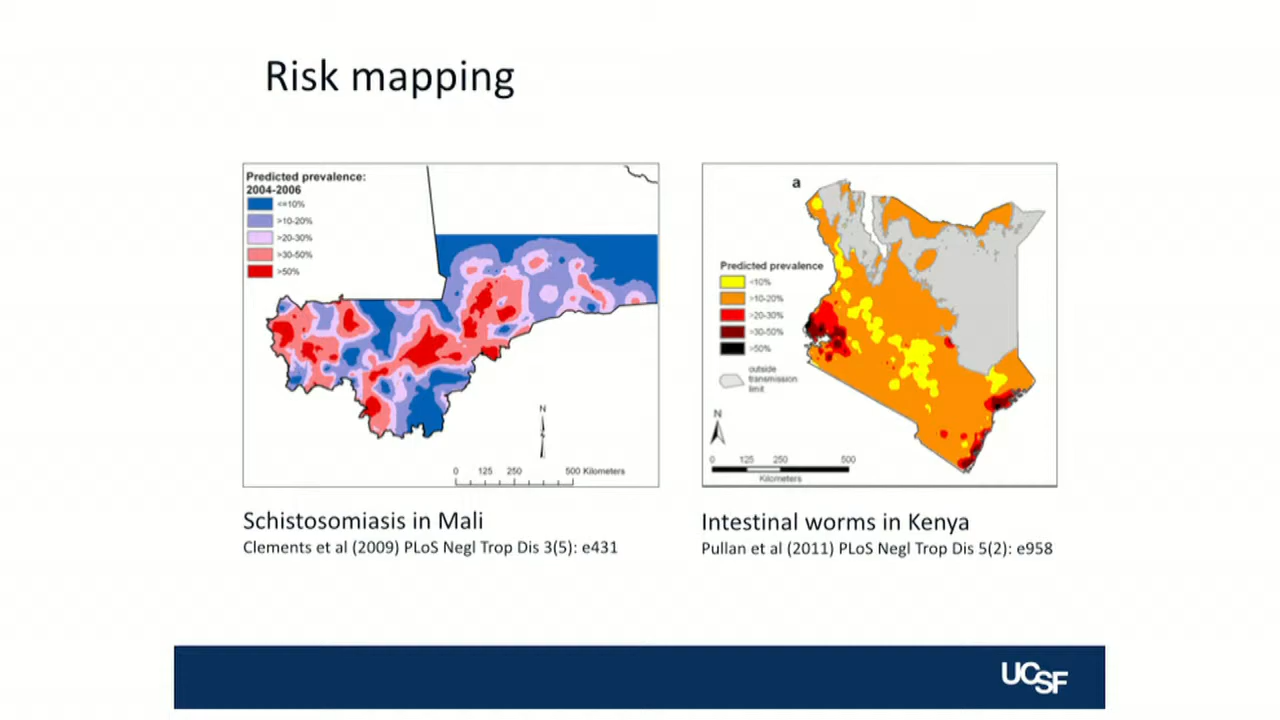 Risk mapping
Predicted prevalence:
2004-2006
<=10%
>10-20%
>20-30%
>30-50%
>50%
N
0 125 250 500 Kilometers
a
Predicted prevalence
<10%
>10-20%
>20-30%
>30-50%
>50%
outside
transmission
limit
N
0 125 250 500
Kilometers
Schistosomiasis in Mali
Clements et al (2009) PLoS Negl Trop Dis 3(5): e431
Intestinal worms in Kenya
Pullan et al (2011) PLoS Negl Trop Dis 5(2): e958
UCSF